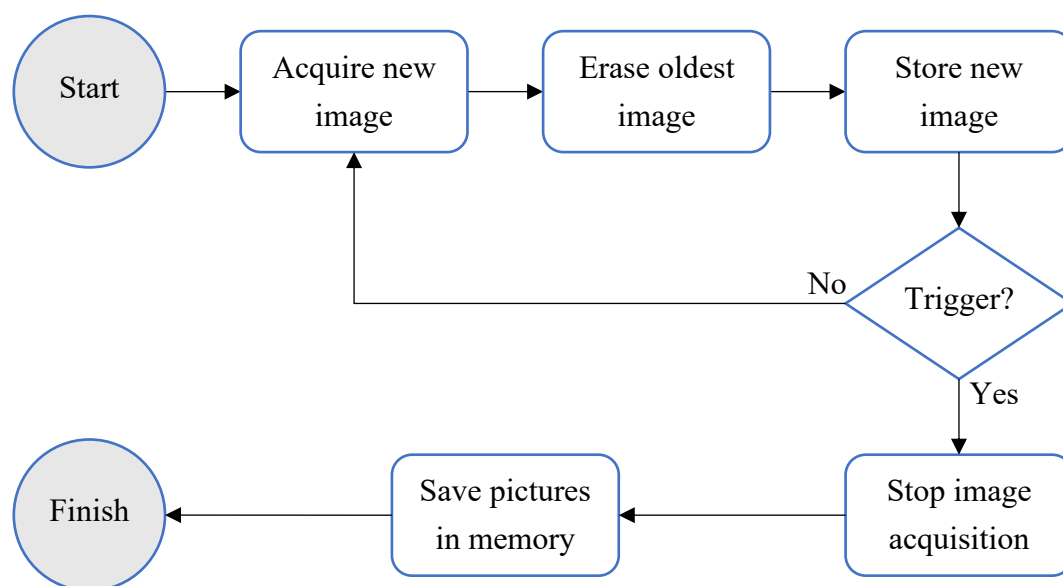 Start
Acquire new
image
Erase oldest
image
Store new
image
No
Trigger?
Yes
Finish
Save pictures
in memory
Stop image
acquisition